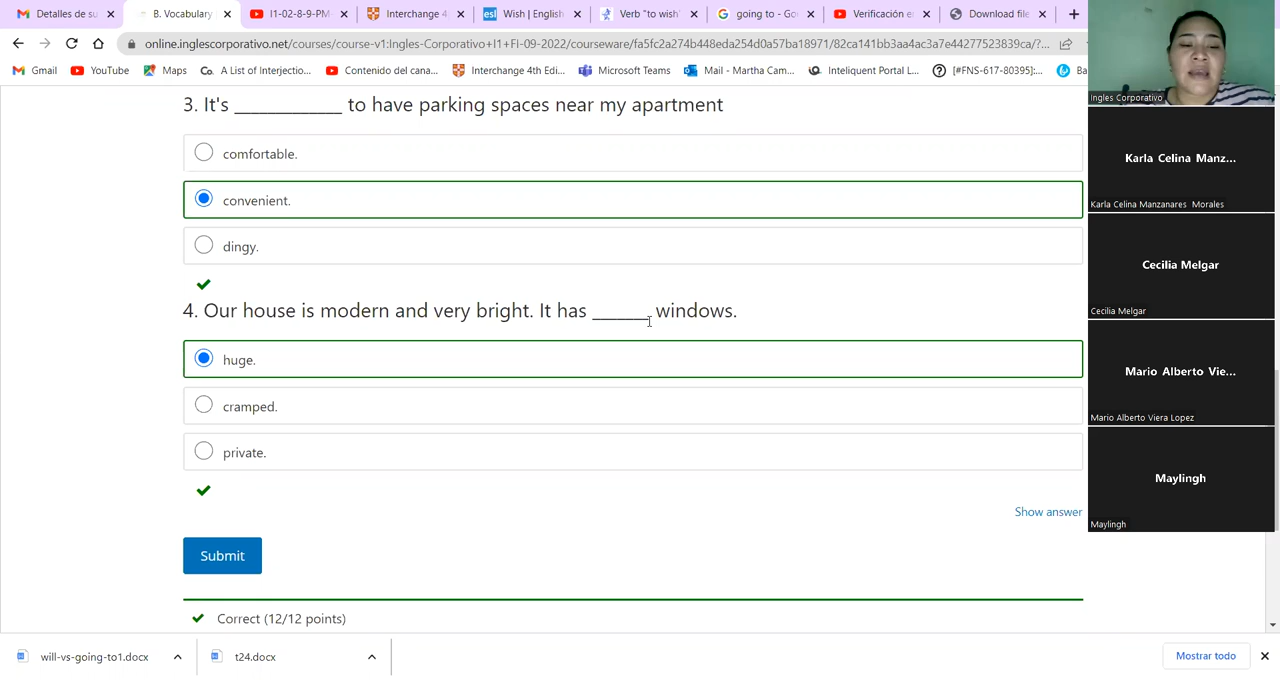 Detalles de su
B. Vocabulary
I1-02-8-9-PM-
Interchange 4
esl Wish | English
Verb "to wish"
going to - Go
Verificación e
Download file
online.inglescorporativo.net/courses/course-v1:Ingles-Corporativo+I1+FI-09-2022/courseware/fa5fc2a274b448eda254d0a57ba18971/82ca141bb3aa4c3a7e44277523839ca/?...
Gmail
YouTube
Maps
Co. A List of Interjectio...
Contenido del cana...
Interchange 4th Edi...
Microsoft Teams
Mail - Martha Cam...
Inteliquent Portal L...
[#FNS-617-80395]:...
Ba
3. It's _____________ to have parking spaces near my apartment
comfortable.
convenient.
dingy.
4. Our house is modern and very bright. It has ______ windows.
huge.
cramped.
private.
Show answer
Submit
Correct (12/12 points)
will-vs-going-to1.docx
t24.docx
Mostrar todo
Ingles Corporativo
Karla Celina Manz...
Karla Celina Manzanares Morales
Cecilia Melgar
Cecilia Melgar
Mario Alberto Vie...
Mario Alberto Viera Lopez
Maylingh
Maylingh